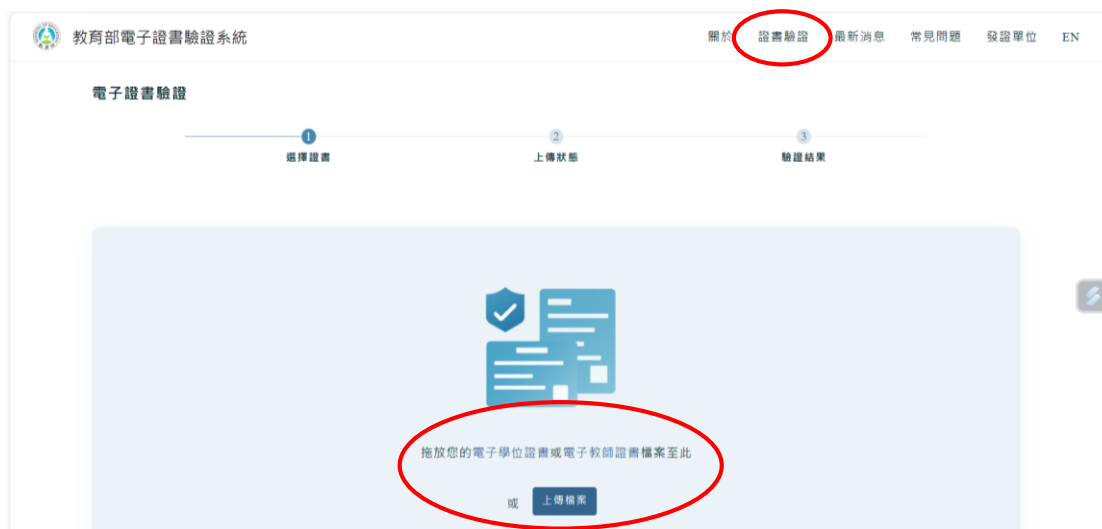 教育部電子證書驗證系統
關於 證書驗證 最新消息 常見問題 發證單位 EN
電子證書驗證
1 2 3
選擇證書 上傳狀態 驗證結果
拖放您的電子學位證書或電子教師證書檔案至此
或 上傳檔案